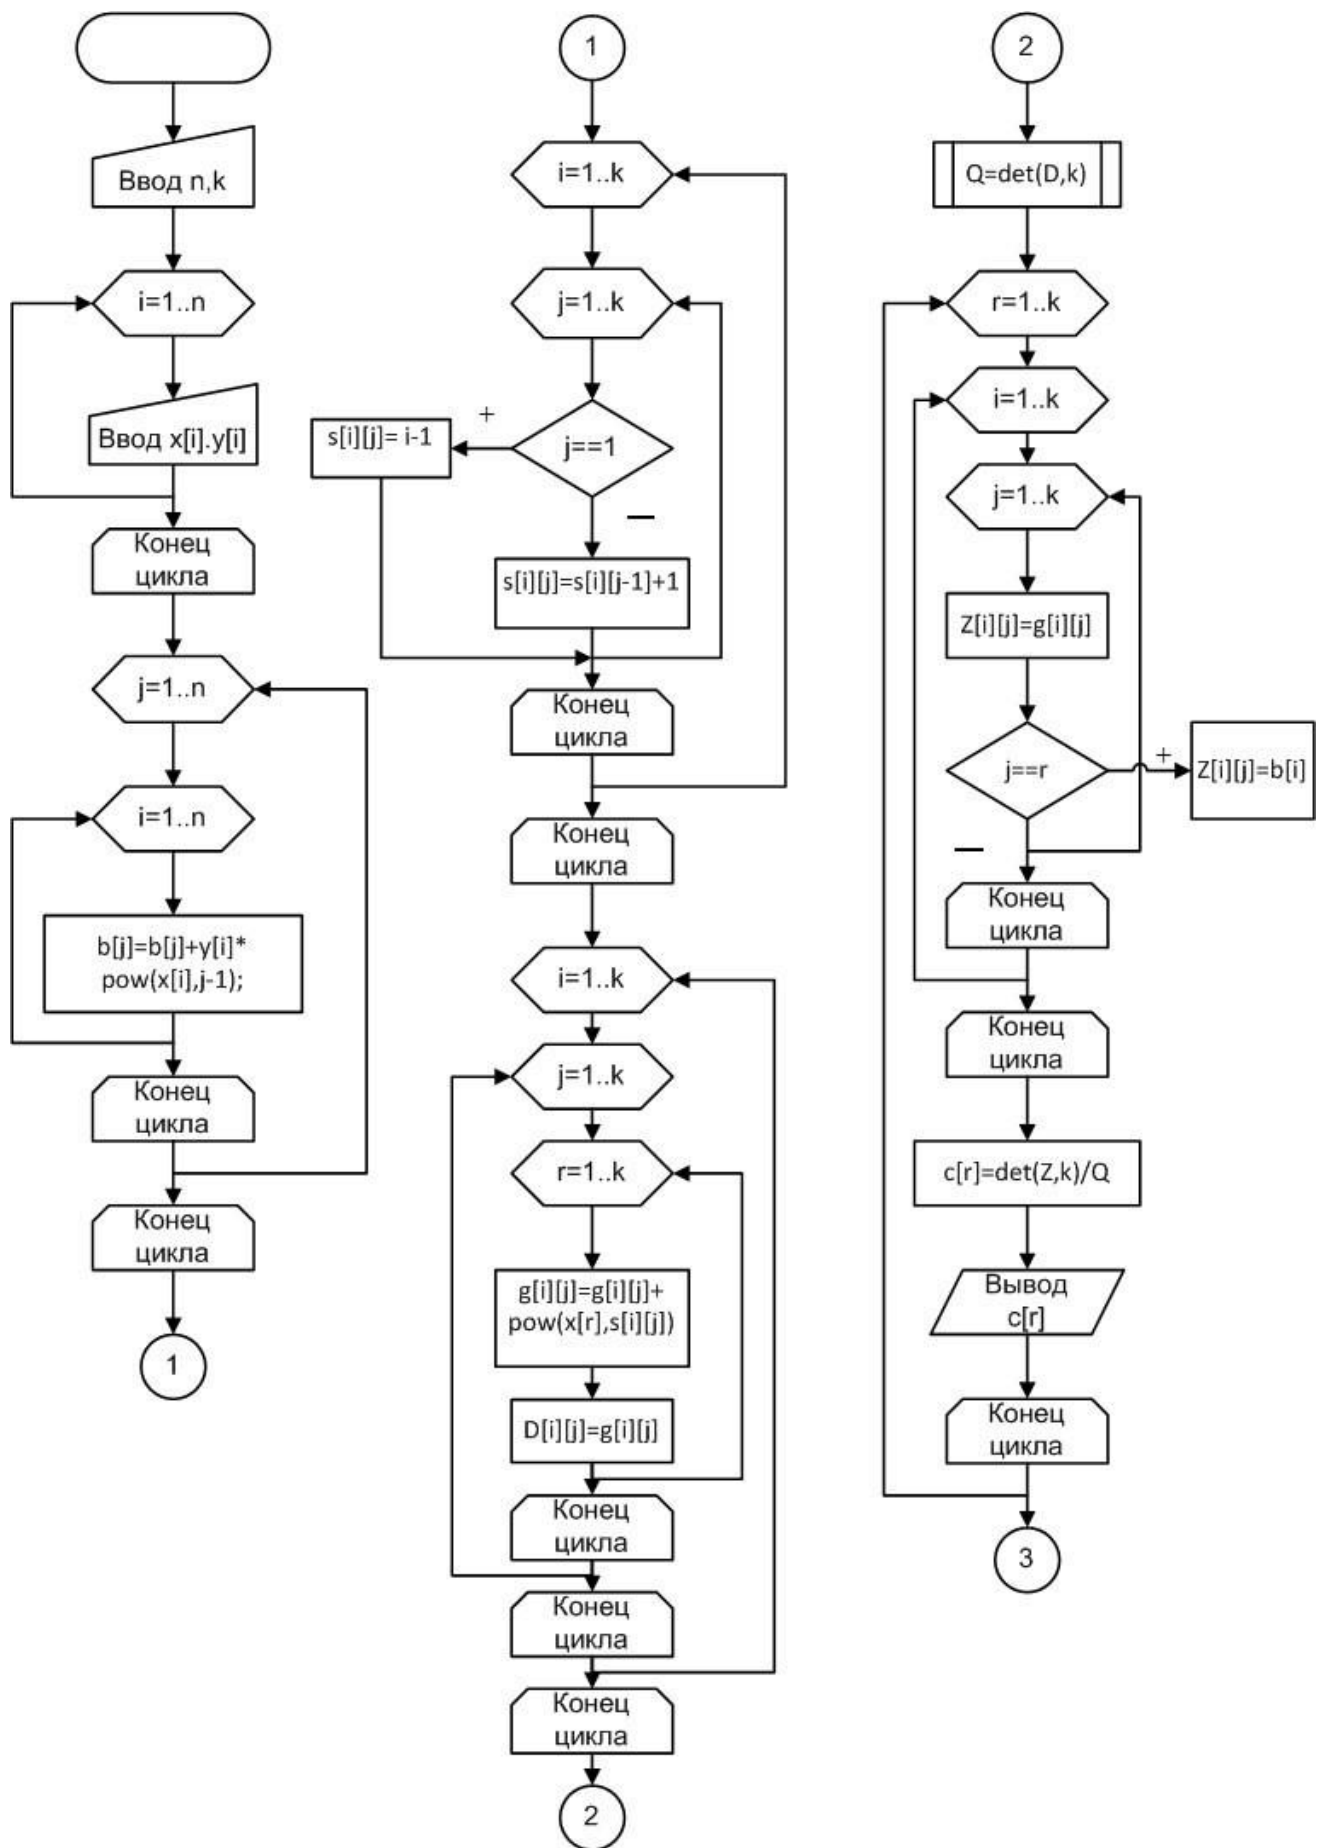 Ввод n,k
i=1..n
Ввод x[i].y[i]
Конец
цикла
j=1..n
i=1..n
b[j]=b[j]+y[i]*
pow(x[i],j-1);
Конец
цикла
Конец
цикла
1
1
i=1..k
j=1..k
j==1
+
s[i][j]= i-1
—
s[i][j]=s[i][j-1]+1
Конец
цикла
Конец
цикла
i=1..k
j=1..k
r=1..k
g[i][j]=g[i][j]+
pow(x[r],s[i][j])
D[i][j]=g[i][j]
Конец
цикла
Конец
цикла
Конец
цикла
2
2
Q=det(D,k)
r=1..k
i=1..k
j=1..k
Z[i][j]=g[i][j]
j==r
+
Z[i][j]=b[i]
—
Конец
цикла
Конец
цикла
c[r]=det(Z,k)/Q
Вывод
c[r]
Конец
цикла
3